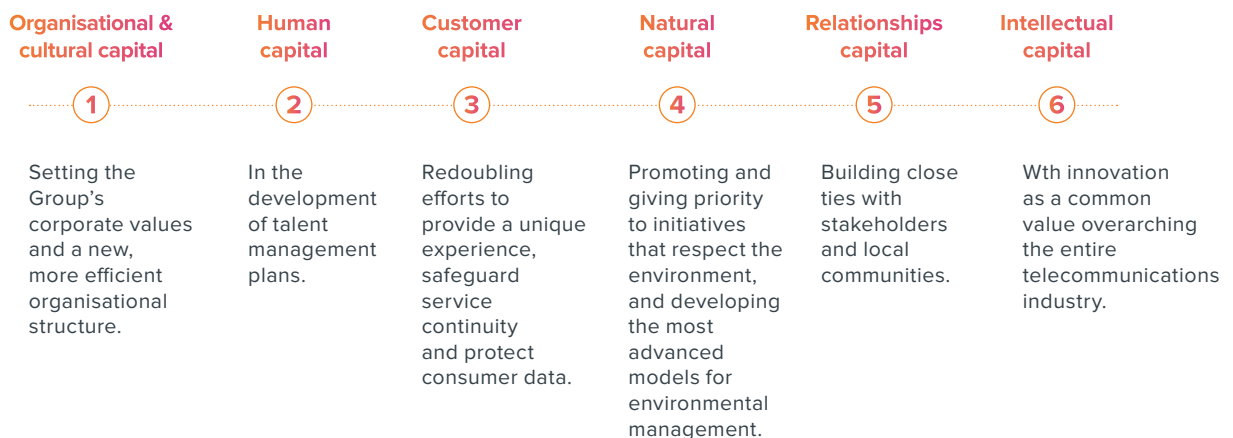 Organisational &
cultural capital
1
Setting the
Group's
corporate values
and a new,
more efficient
organisational
structure.
Human
capital
2
In the
development
of talent
management
plans.
Customer
capital
3
Redoubling
efforts to
provide a unique
experience,
safeguard
service
continuity
and protect
consumer data.
Natural
capital
4
Promoting and
giving priority
to initiatives
that respect the
environment,
and developing
the most
advanced
models for
environmental
management.
Relationships
capital
5
Building close
ties with
stakeholders
and local
communities.
Intellectual
capital
6
Wth innovation
as a common
value overarching
the entire
telecommunications
industry.